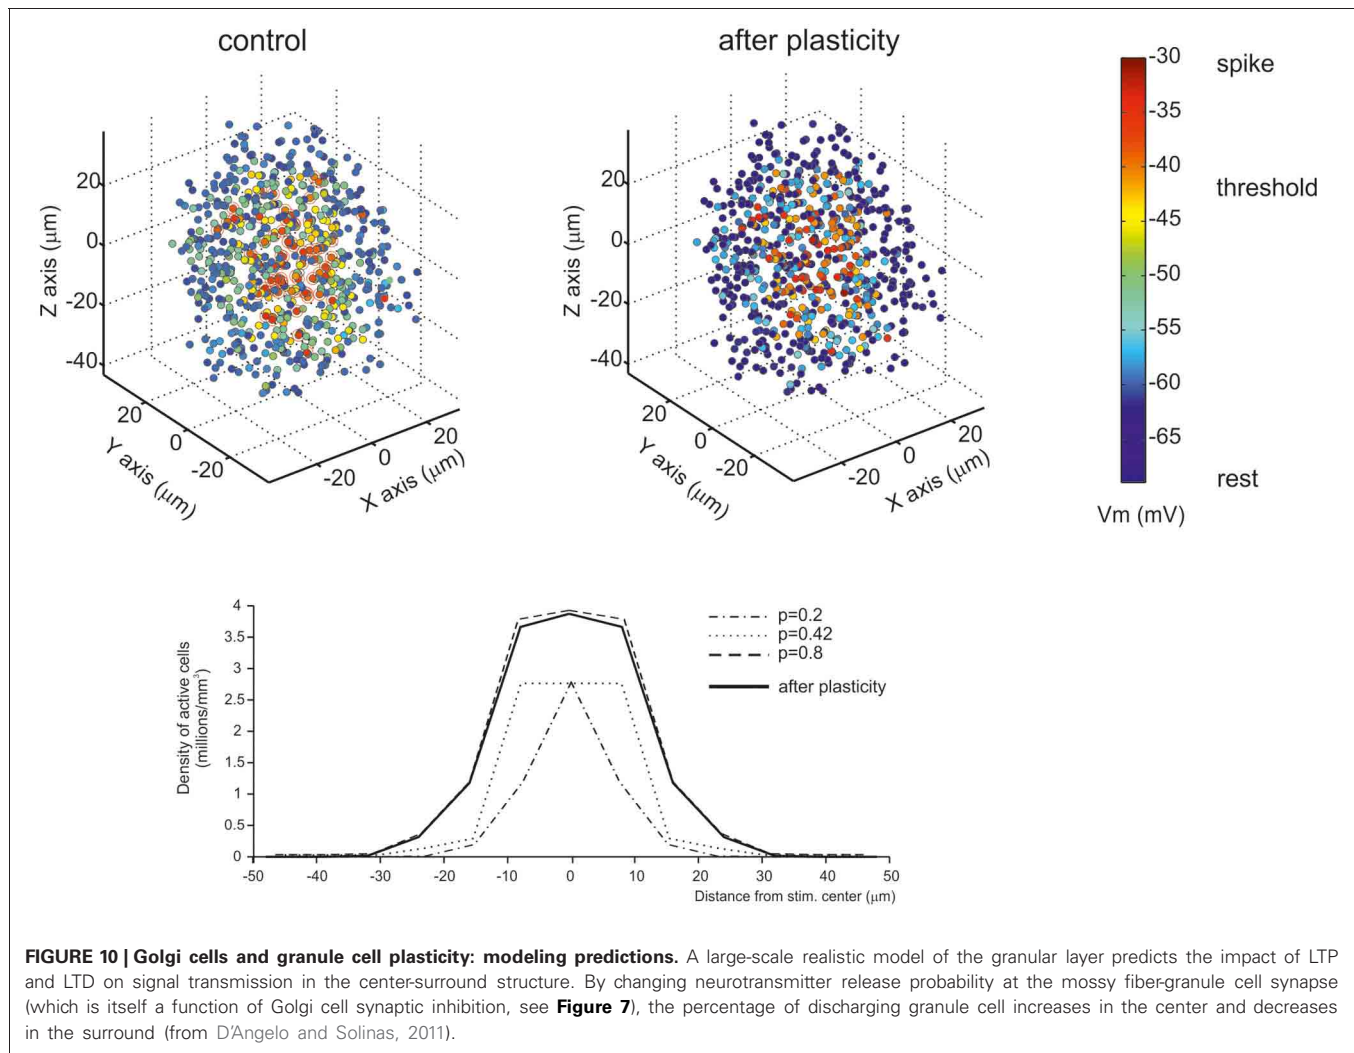 control
after plasticity
20
0
-20
-40
Z axis (μm)
20
0
-20
Y axis (μm)
-20
0
20
X axis (μm)
20
0
-20
-40
Z axis (μm)
20
0
-20
Y axis (μm)
-20
0
20
X axis (μm)
-30
-35
-40
-45
-50
-55
-60
-65
spike
threshold
rest
Vm (mV)
4
3.5
3
2.5
2
1.5
1
0.5
0
Density of active cells
(millions/mm³)
-50 -40 -30 -20 -10 0 10 20 30 40 50
Distance from stim. center (μm)
p=0.2
p=0.42
p=0.8
after plasticity
FIGURE 10 | Golgi cells and granule cell plasticity: modeling predictions. A large-scale realistic model of the granular layer predicts the impact of LTP
and LTD on signal transmission in the center-surround structure. By changing neurotransmitter release probability at the mossy fiber-granule cell synapse
(which is itself a function of Golgi cell synaptic inhibition, see Figure 7), the percentage of discharging granule cell increases in the center and decreases
in the surround (from D'Angelo and Solinas, 2011).